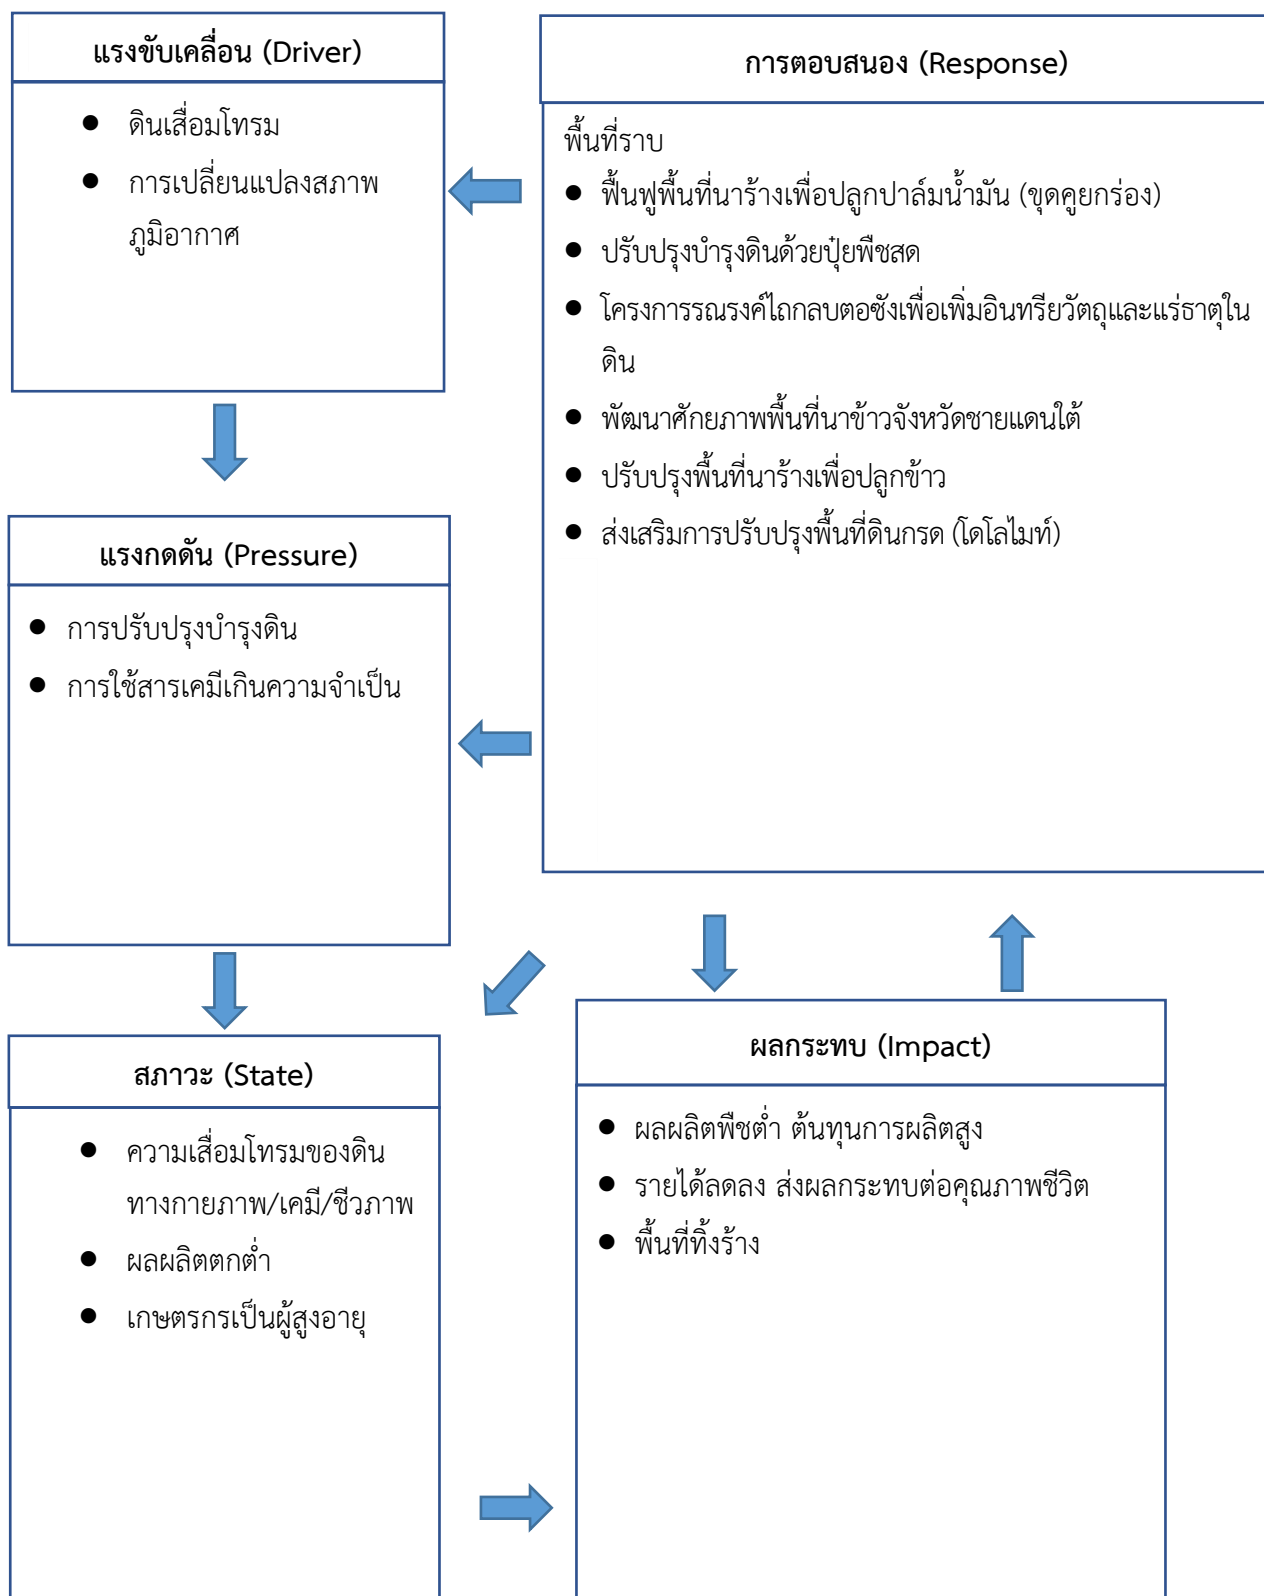 แรงขับเคลื่อน (Driver)
● ดินเสื่อมโทรม
● การเปลี่ยนแปลงสภาพ
ภูมิอากาศ
การตอบสนอง (Response)
พื้นที่ราบ
● ฟื้นฟูพื้นที่นาร้างเพื่อปลูกปาล์มน้ำมัน (ขุดคูยกร่อง)
● ปรับปรุงบำรุงดินด้วยปุ๋ยพืชสด
● โครงการรณรงค์ไถกลบตอซังเพื่อเพิ่มอินทรียวัตถุและแร่ธาตุใน
ดิน
● พัฒนาศักยภาพพื้นที่นาข้าวจังหวัดชายแดนใต้
● ปรับปรุงพื้นที่นาร้างเพื่อปลูกข้าว
● ส่งเสริมการปรับปรุงพื้นที่ดินกรด (โดโลไมท์)
แรงกดดัน (Pressure)
● การปรับปรุงบำรุงดิน
● การใช้สารเคมีเกินความจำเป็น
สภาวะ (State)
● ความเสื่อมโทรมของดิน
ทางกายภาพ/เคมี/ชีวภาพ
● ผลผลิตตกต่ำ
● เกษตรกรเป็นผู้สูงอายุ
ผลกระทบ (Impact)
● ผลผลิตพืชต่ำ ต้นทุนการผลิตสูง
● รายได้ลดลง ส่งผลกระทบต่อคุณภาพชีวิต
● พื้นที่ทิ้งร้าง